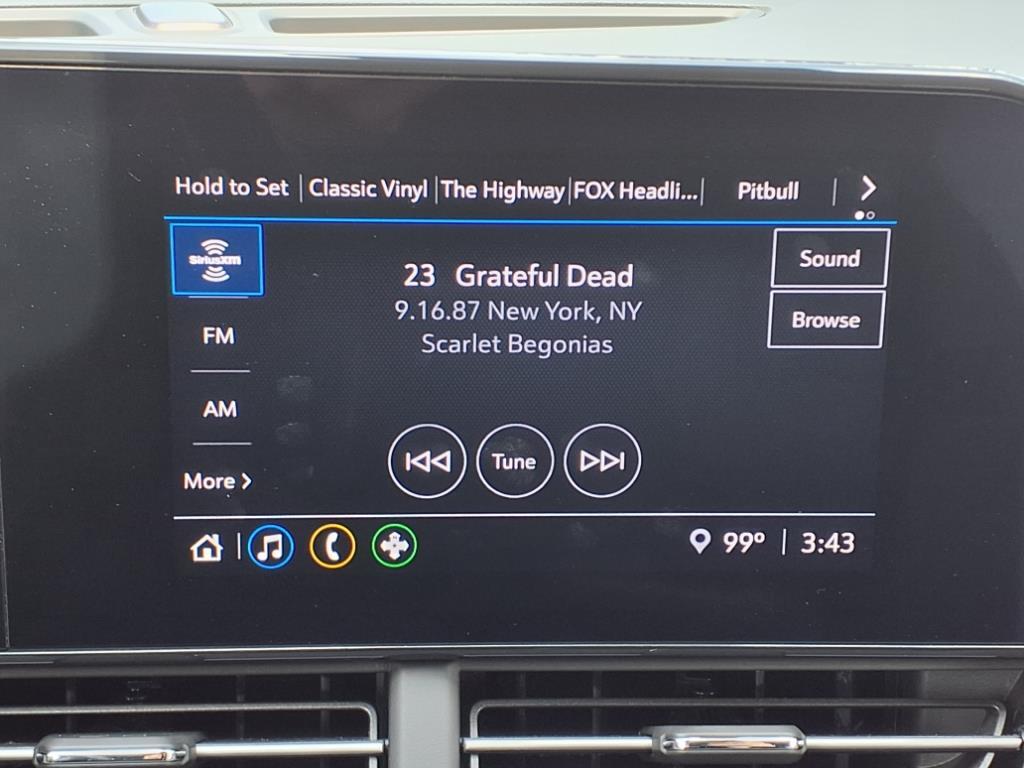 Hold to Set Classic Vinyl The Highway FOX Headli... Pitbull
SiriusXM
23 Grateful Dead
9.16.87 New York, NY
Scarlet Begonias
Sound
Browse
FM
AM
More
Tune
99° 3:43